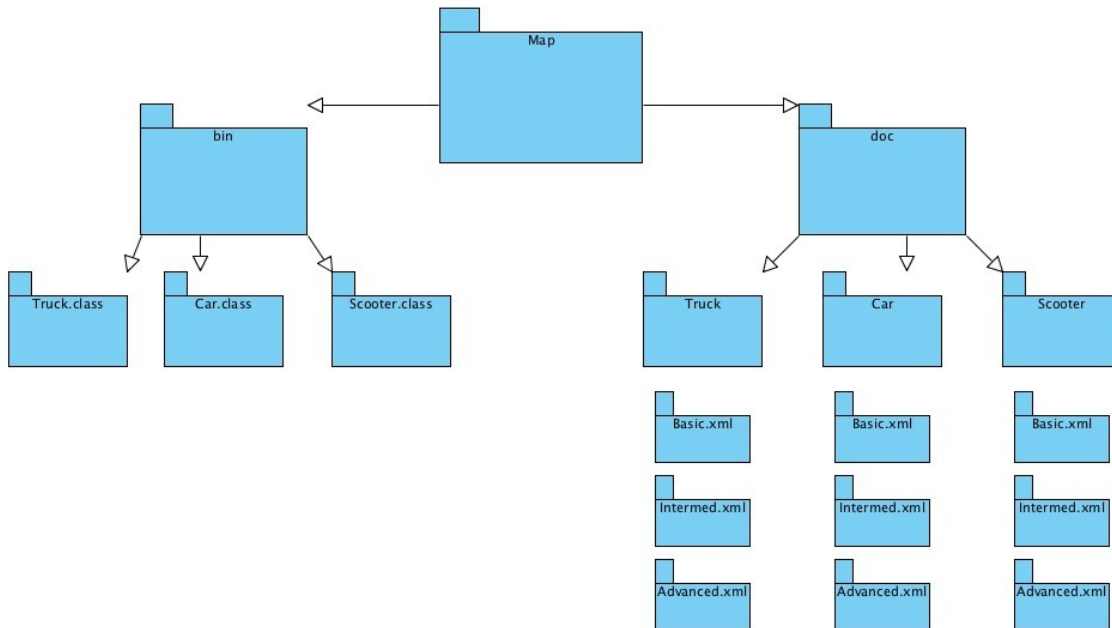 Map
bin
doc
Truck.class
Car.class
Scooter.class
Truck
Car
Scooter
Basic.xml
Basic.xml
Basic.xml
Intermed.xml
Intermed.xml
Intermed.xml
Advanced.xml
Advanced.xml
Advanced.xml